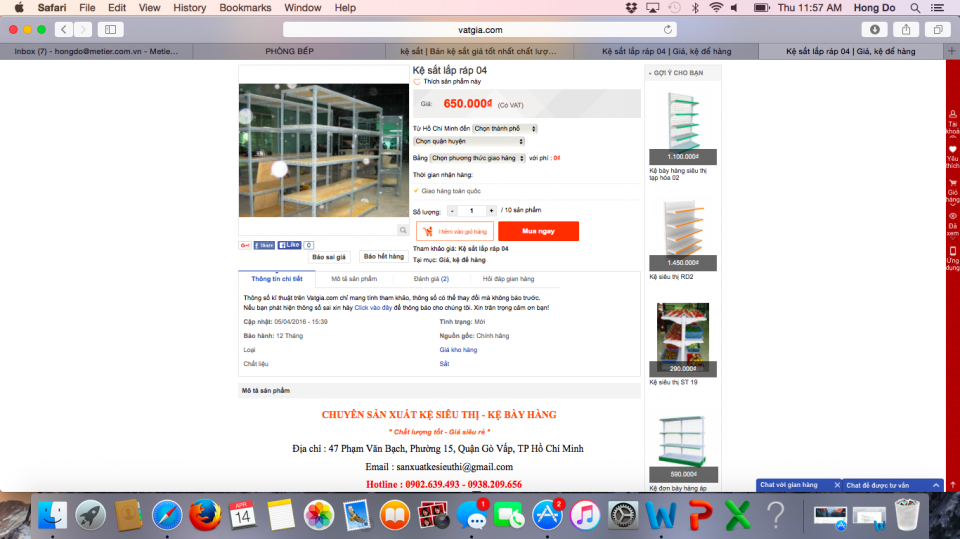 Safari File Edit View History Bookmarks Window Help Thu 11:57 AM Hong Do
vatgia.com
Inbox (7) - hongdo@metier.com.vn - Metie... PHÒNG BẾP kệ sắt | Bán kệ sắt giá tốt nhất chất lượ... Kệ sắt lắp ráp 04 | Giá, kệ để hàng Kệ sắt lắp ráp 04 | Giá, kệ để hàng
Kệ sắt lắp ráp 04
Thích sản phẩm này
Giá: 650.000₫ (Có VAT)
Từ Hồ Chí Minh đến Chọn thành phố
Chọn quận huyện
Bằng Chọn phương thức giao hàng với phí : 0₫
Thời gian nhận hàng:
Giao hàng toàn quốc
Số lượng: - 1 + / 10 sản phẩm
Thêm vào giỏ hàng Mua ngay
G+1 Share Like 0
Tham khảo giá: Kệ sắt lắp ráp 04
Báo sai giá Báo hết hàng
Tại mục: Giá, kệ để hàng
Thông tin chi tiết Mô tả sản phẩm Đánh giá (2) Hỏi đáp gian hàng
Thông số kĩ thuật trên Vatgia.com chỉ mang tính tham khảo, thông số có thể thay đổi mà không báo trước.
Nếu bạn phát hiện thông số sai xin hãy Click vào đây để thông báo cho chúng tôi. Xin trân trọng cảm ơn bạn!
Cập nhật: 05/04/2016 - 15:39 Tình trạng: Mới
Bảo hành: 12 Tháng Nguồn gốc: Chính hãng
Loại Giá kho hàng
Chất liệu Sắt
Mô tả sản phẩm
CHUYÊN SẢN XUẤT KỆ SIÊU THỊ - KỆ BÀY HÀNG
" Chất lượng tốt - Giá siêu rẻ "
Địa chỉ : 47 Phạm Văn Bạch, Phường 15, Quận Gò Vấp, TP Hồ Chí Minh
Email : sanxuatkesieuthi@gmail.com
Hotline : 0902.639.493 - 0938.209.656
GỢI Ý CHO BẠN
1.100.000₫
Kệ bày hàng siêu thị
tạp hóa 02
1.450.000₫
Kệ siêu thị RD2
290.000₫
Kệ siêu thị ST 19
590.000₫
Kệ đơn bày hàng áp
Tài
khoản
Yêu
thích
Giỏ
hàng
Đã
xem
Ứng
dụng
Chat với gian hàng Chat để được tư vấn
APR
14
1
2